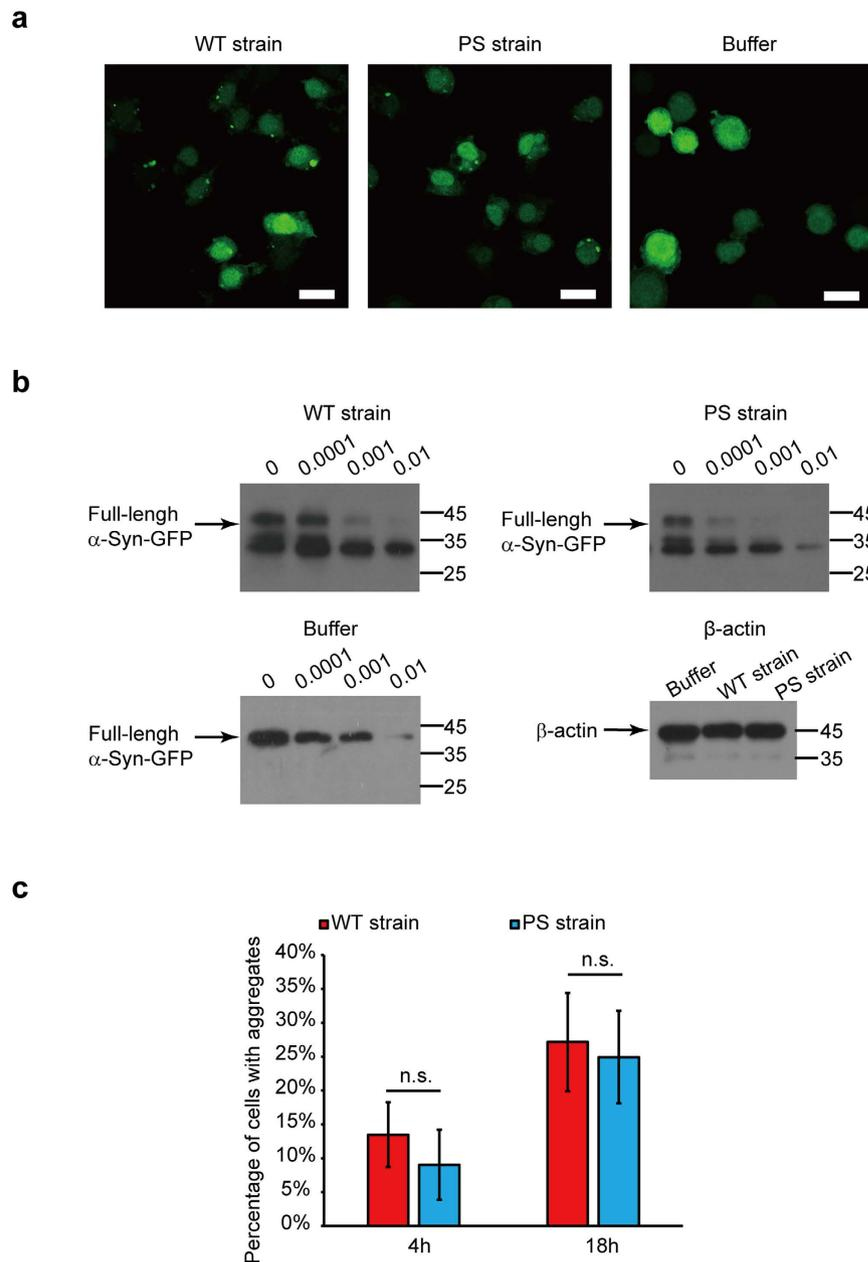 a
WT strain PS strain Buffer
b
WT strain
0 0.0001 0.001 0.01
Full-lengh
α-Syn-GFP
45
35
25
PS strain
0 0.0001 0.001 0.01
Full-lengh
α-Syn-GFP
45
35
25
Buffer
0 0.0001 0.001 0.01
Full-lengh
α-Syn-GFP
45
35
25
β-actin
Buffer WT strain PS strain
β-actin
45
35
c
WT strain PS strain
Percentage of cells with aggregates
40%
35%
30%
25%
20%
15%
10%
5%
0%
n.s.
n.s.
4h 18h